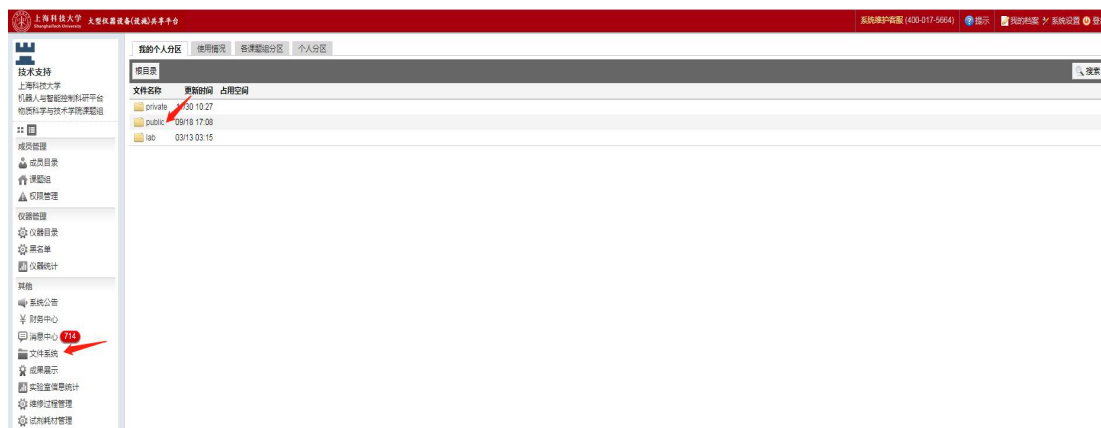 上海科技大学 大型仪器设备(设施)共享平台
ShanghaiTech University
系统维护客服 (400-017-5664) 提示 我的档案 系统设置
技术支持
上海科技大学
机器人与智能控制科研平台
物质科学与技术学院课题组
成员管理
成员目录
课题组
权限管理
仪器管理
仪器目录
黑名单
仪器统计
其他
系统公告
财务中心
消息中心 714
文件系统
成果展示
实验室信息统计
维修过程管理
试剂耗材管理
我的个人分区 使用情况 各课题组分区 个人分区
根目录 搜索
文件名称 更新时间 占用空间
private /30 10:27
public 09/18 17:08
lab 03/13 03:15